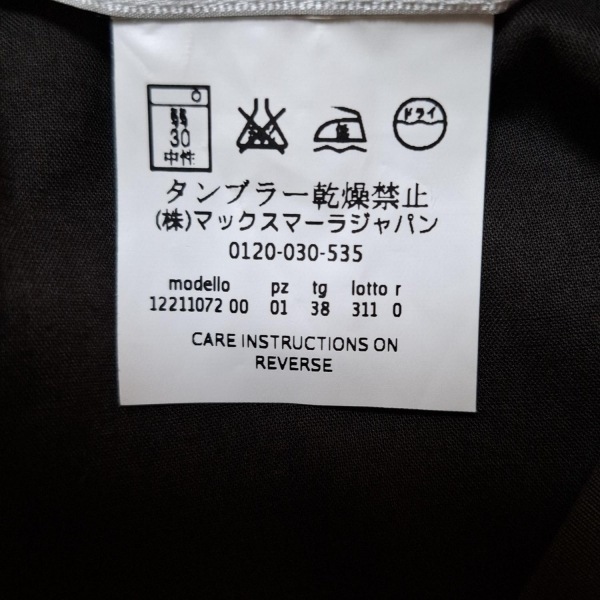 弱
30
中性
低
ドライ
タンブラー乾燥禁止
(株)マックスマーラジャパン
0120-030-535
modello pz tg lotto r
12211072 00 01 38 311 0
CARE INSTRUCTIONS ON
REVERSE